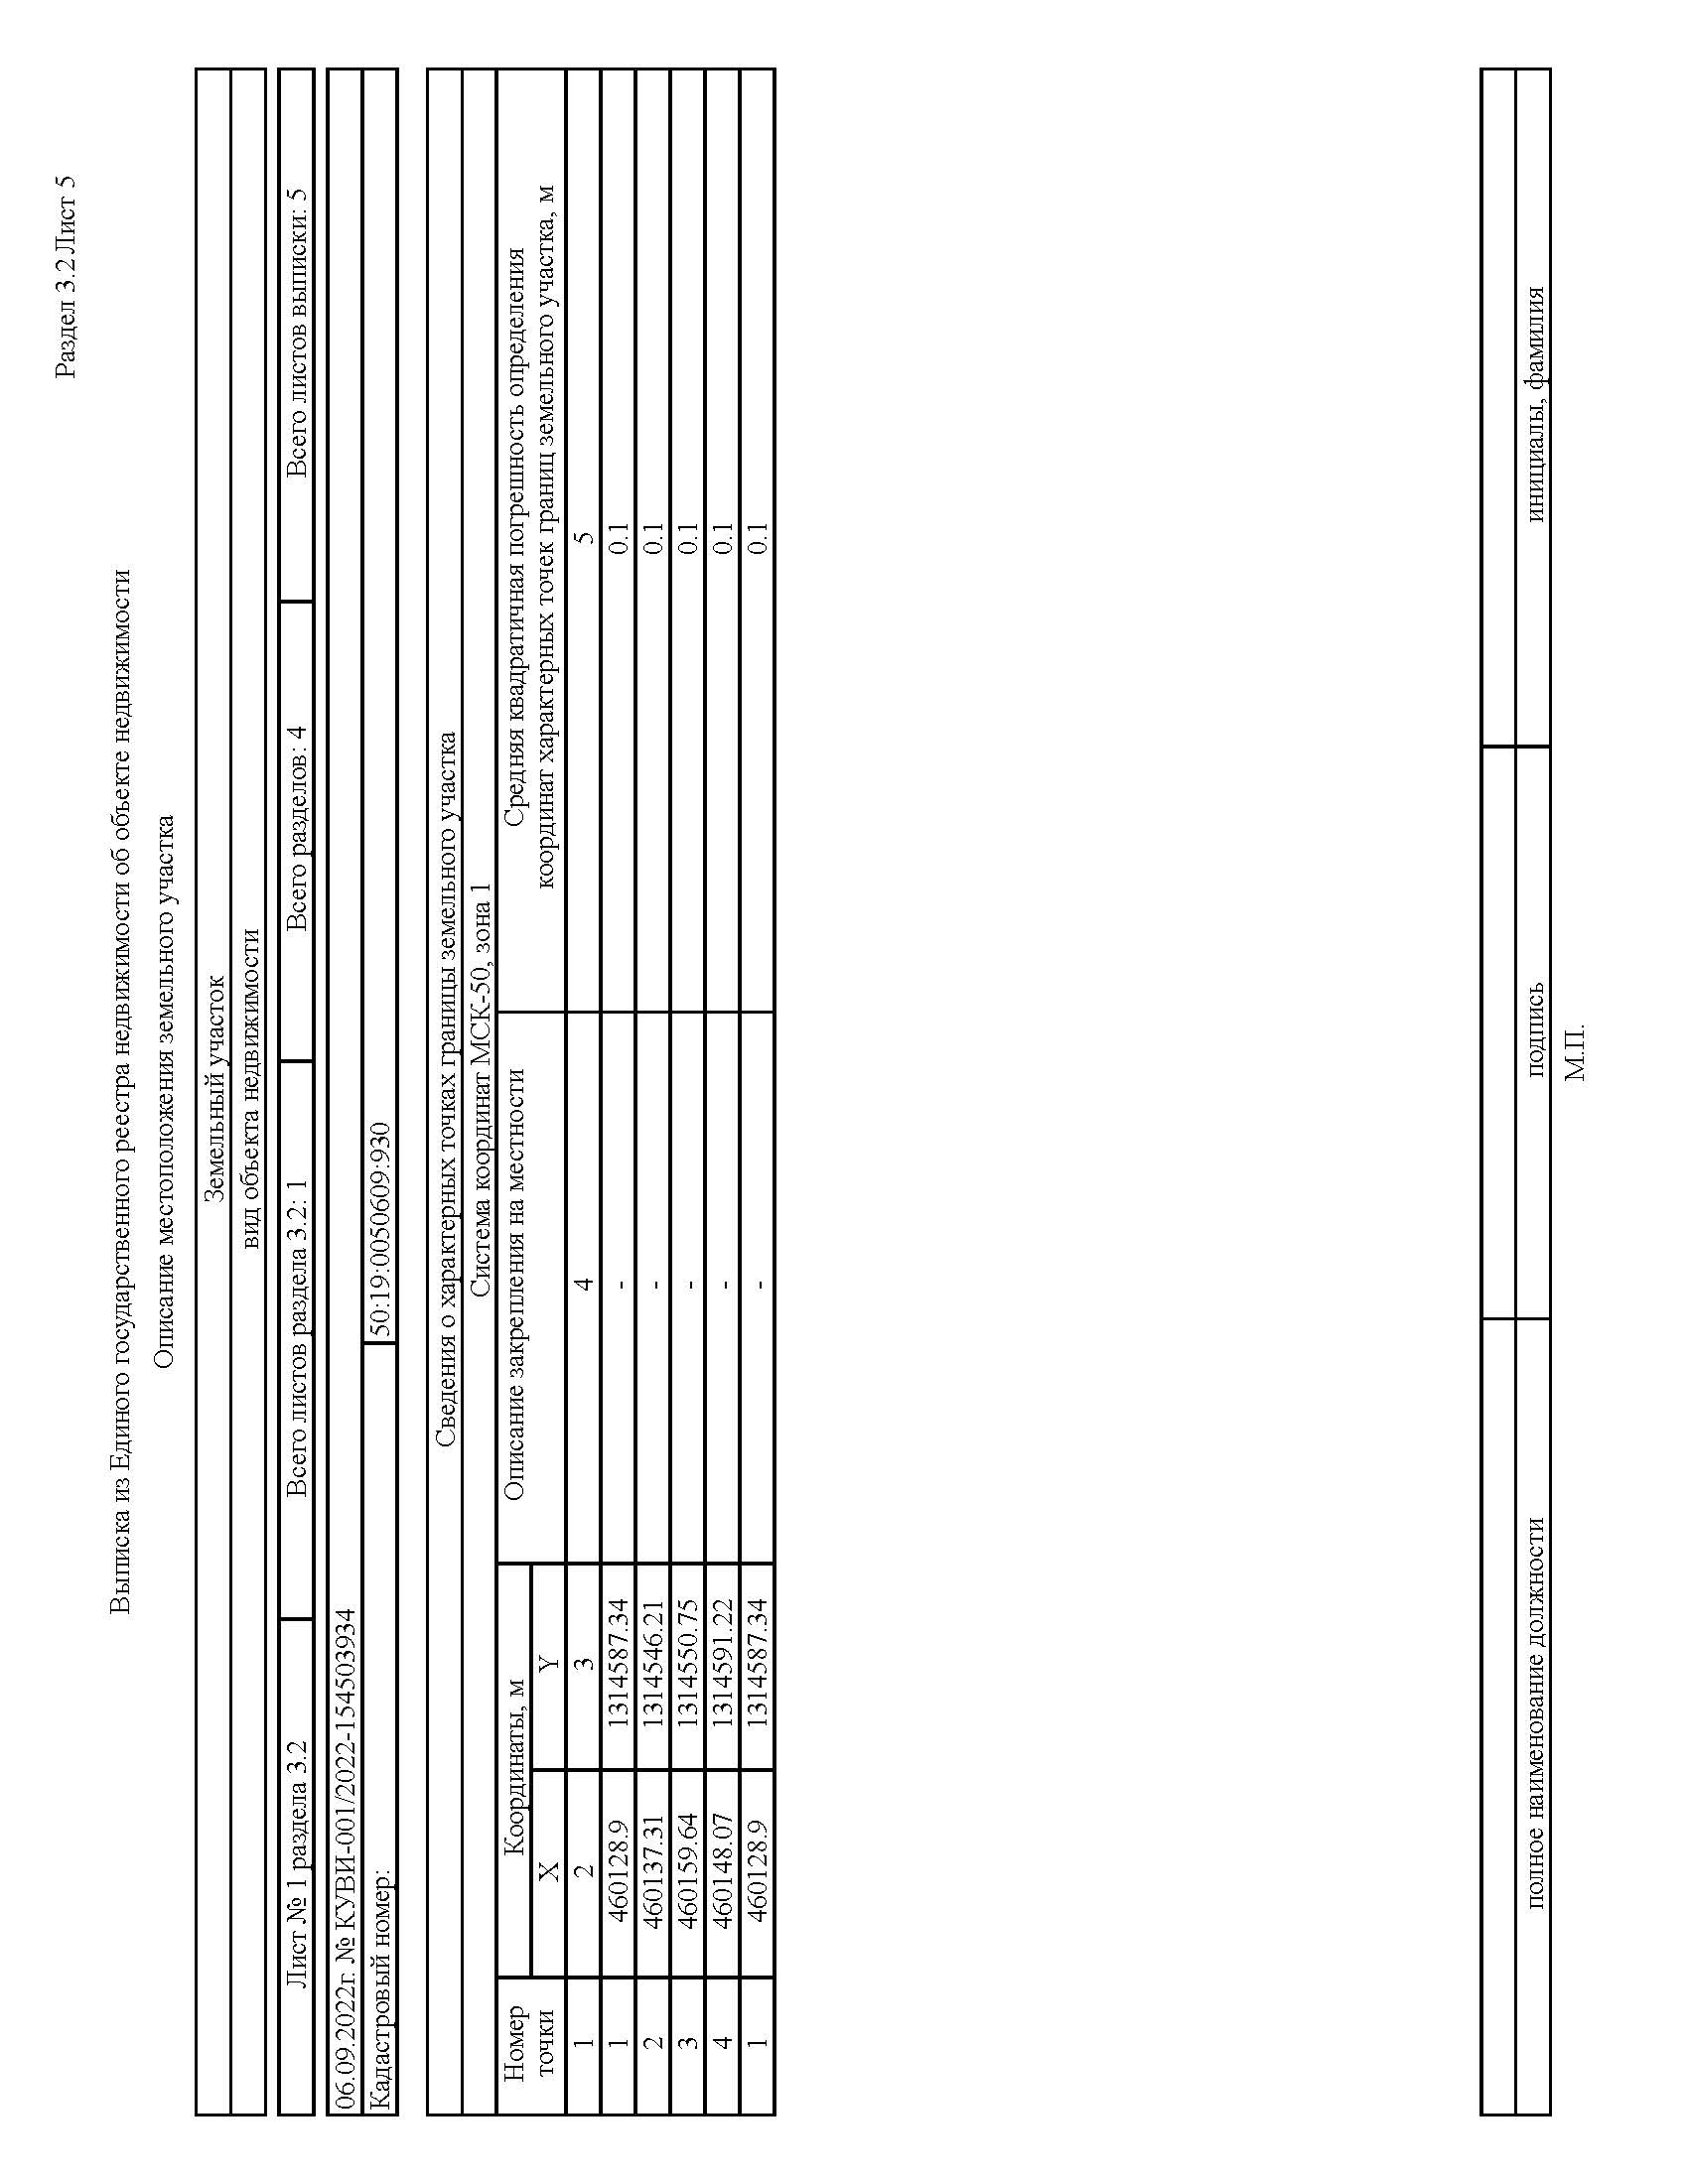 Раздел 3.2 Лист 5
Выписка из Единого государственного реестра недвижимости об объекте недвижимости
Описание местоположения земельного участка
Земельный участок
вид объекта недвижимости
Лист № 1 раздела 3.2 Всего листов раздела 3.2: 1 Всего разделов: 4 Всего листов выписки: 5
06.09.2022г. № КУВИ-001/2022-154503934
Кадастровый номер: 50:19:0050609:930
Сведения о характерных точках границы земельного участка
Система координат МСК-50, зона 1
Номер точки Координаты, м Описание закрепления на местности Средняя квадратичная погрешность определения
координат характерных точек границ земельного участка, м
X Y
1 2 3 4 5
1 460128.9 1314587.34 - 0.1
2 460137.31 1314546.21 - 0.1
3 460159.64 1314550.75 - 0.1
4 460148.07 1314591.22 - 0.1
1 460128.9 1314587.34 - 0.1
полное наименование должности подпись инициалы, фамилия
М.П.